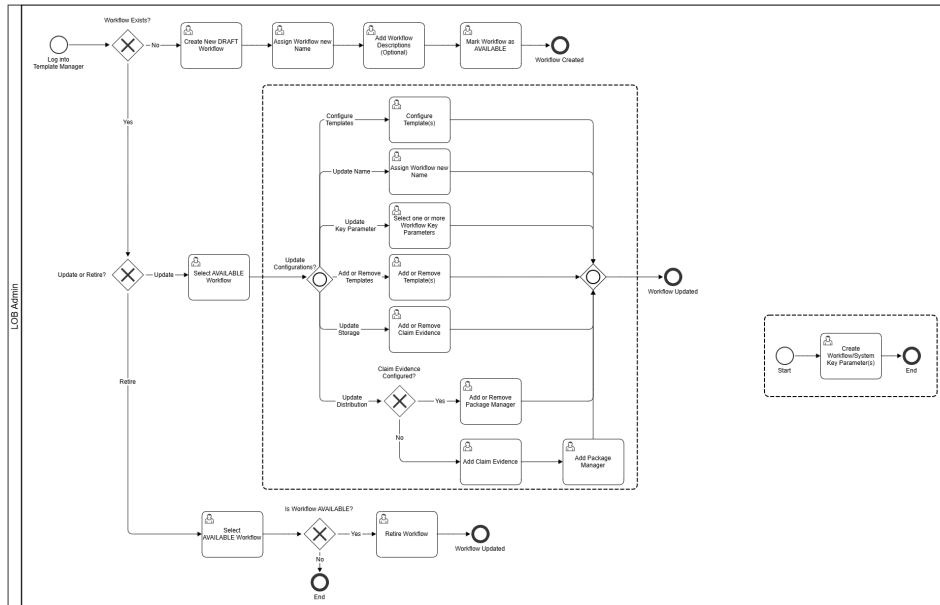 Workflow Exists?
Log into
Template Manager
No
Create New DRAFT
Workflow
Assign Workflow new
Name
Add Workflow
Descriptions
(Optional)
Mark Workflow as
AVAILABLE
Workflow Created
Yes
LOB Admin
Update or Retire?
Update
Select AVAILABLE
Workflow
Update
Configurations?
Configure
Templates
Configure
Template(s)
Update Name
Assign Workflow new
Name
Update
Key Parameter
Select one or more
Workflow Key
Parameters
Add or Remove
Templates
Add or Remove
Template(s)
Update
Storage
Add or Remove
Claim Evidence
Update
Distribution
Claim Evidence
Configured?
Yes
Add or Remove
Package Manager
No
Add Claim Evidence
Add Package
Manager
Workflow Updated
Start
Create
Workflow/System
Key Parameter(s)
End
Retire
Select
AVAILABLE Workflow
Is Workflow AVAILABLE?
Yes
Retire Workflow
Workflow Updated
No
End